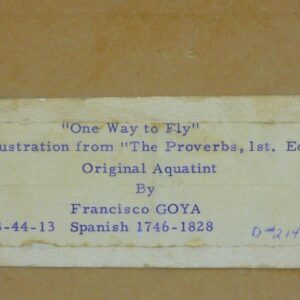 "One Way to Fly"
ustration from "The Proverbs, 1st. Ed
Original Aquatint
By
Francisco GOYA
-44-13 Spanish 1746-1828
D#214